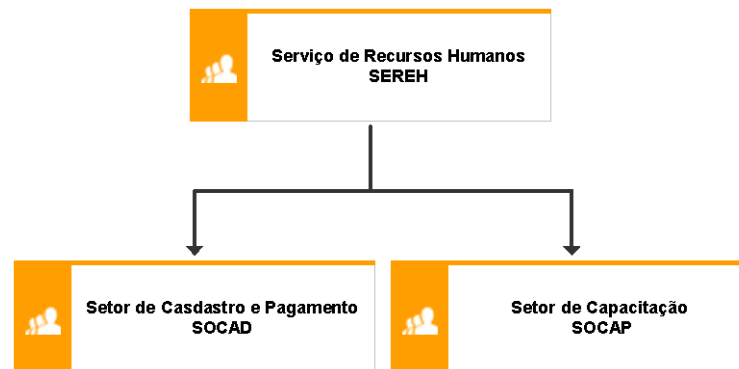 Serviço de Recursos Humanos
SEREH
Setor de Casdastro e Pagamento
SOCAD
Setor de Capacitação
SOCAP